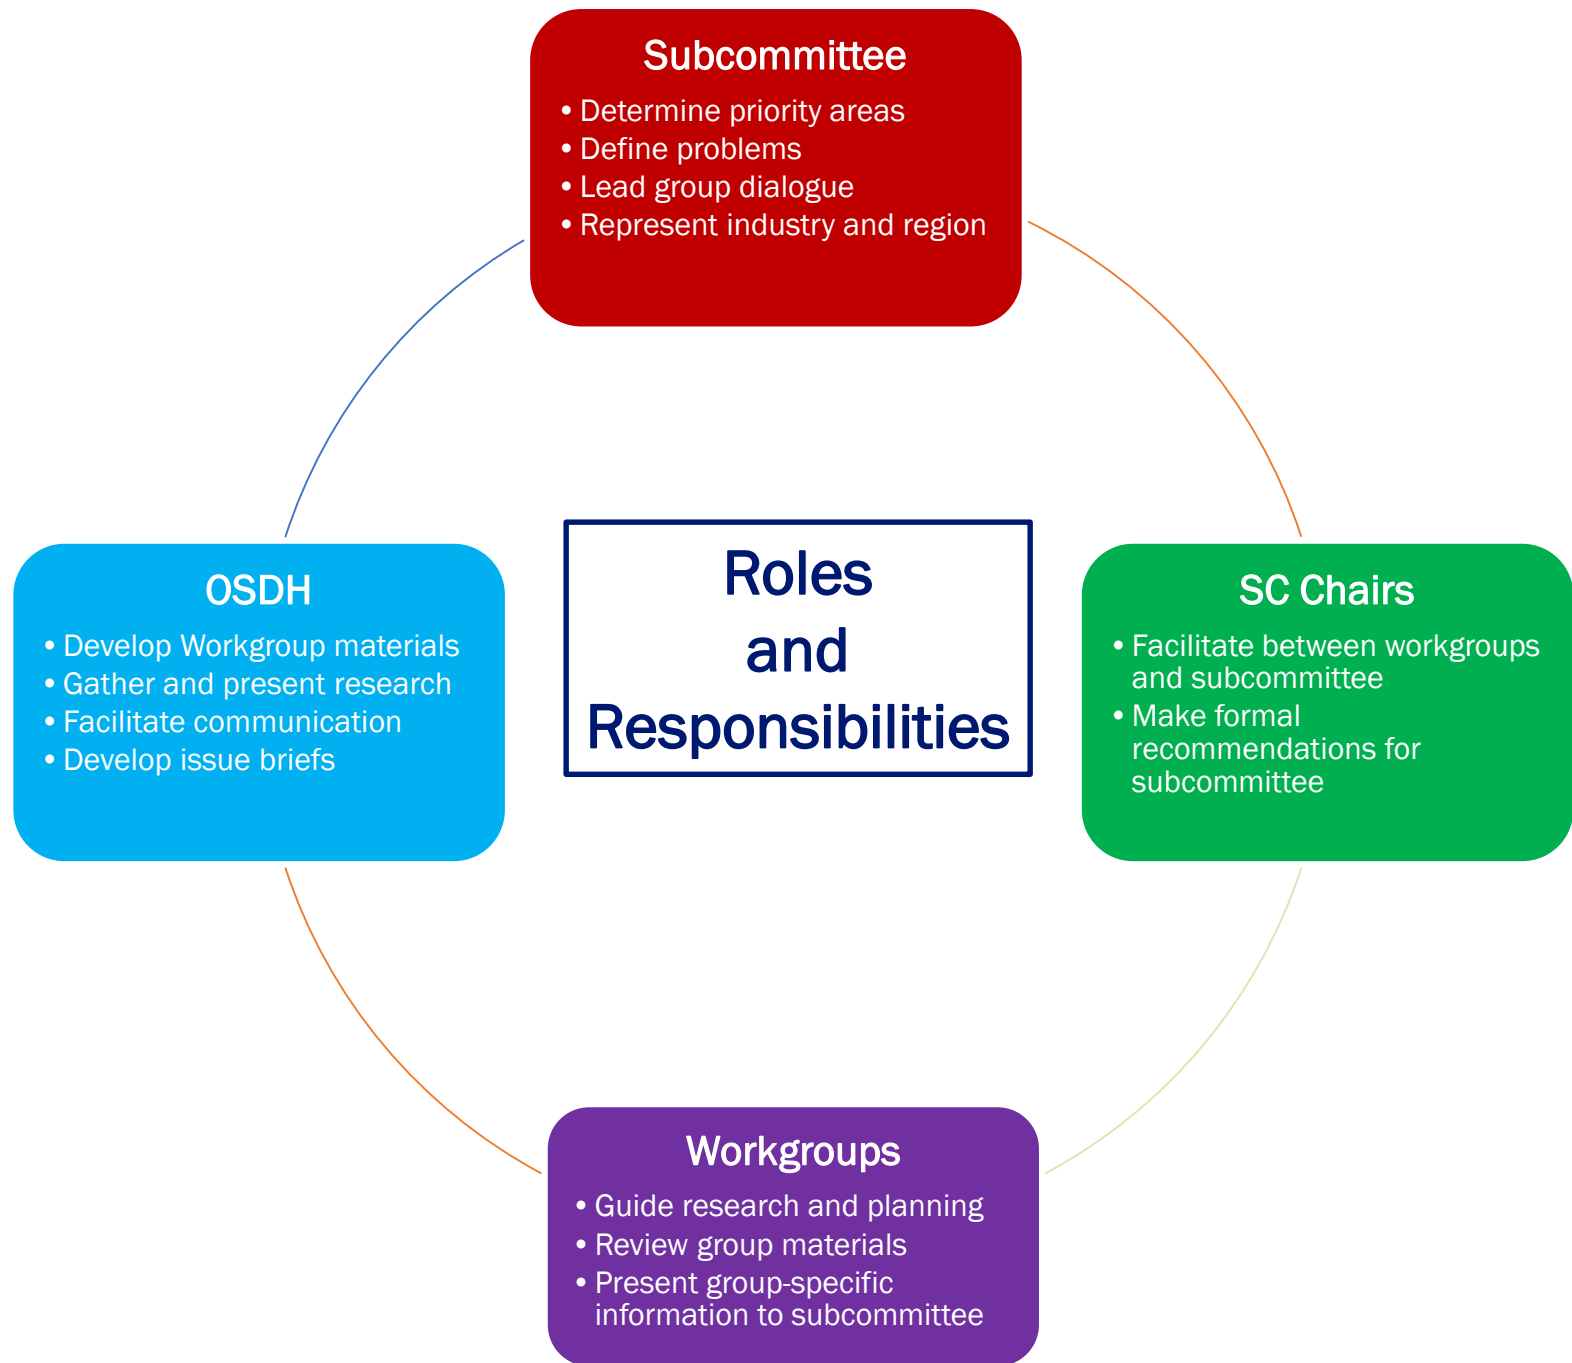 Subcommittee
• Determine priority areas
• Define problems
• Lead group dialogue
• Represent industry and region
OSDH
• Develop Workgroup materials
• Gather and present research
• Facilitate communication
• Develop issue briefs
Roles
and
Responsibilities
SC Chairs
• Facilitate between workgroups
and subcommittee
• Make formal
recommendations for
subcommittee
Workgroups
• Guide research and planning
• Review group materials
• Present group-specific
information to subcommittee